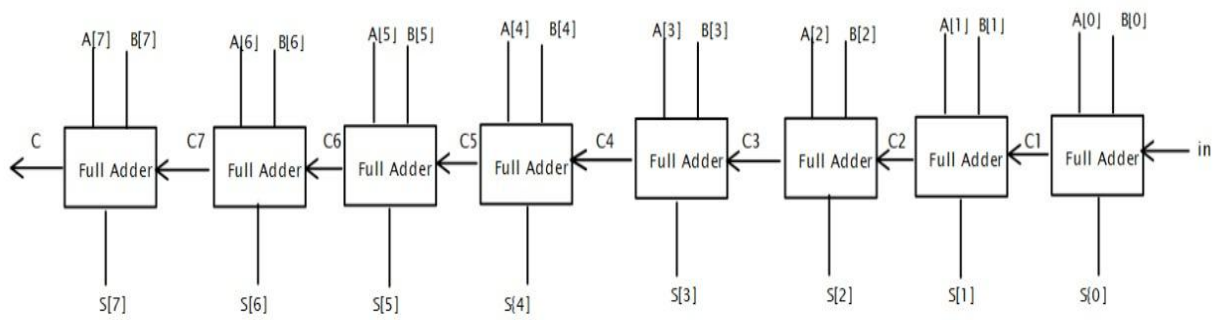 A[7] B[7] A[6] B[6] A[5] B[5] A[4] B[4] A[3] B[3] A[2] B[2] A[1] B[1] A[0] B[0]
C C7 C6 C5 C4 C3 C2 C1 in
Full Adder Full Adder Full Adder Full Adder Full Adder Full Adder Full Adder Full Adder
S[7] S[6] S[5] S[4] S[3] S[2] S[1] S[0]